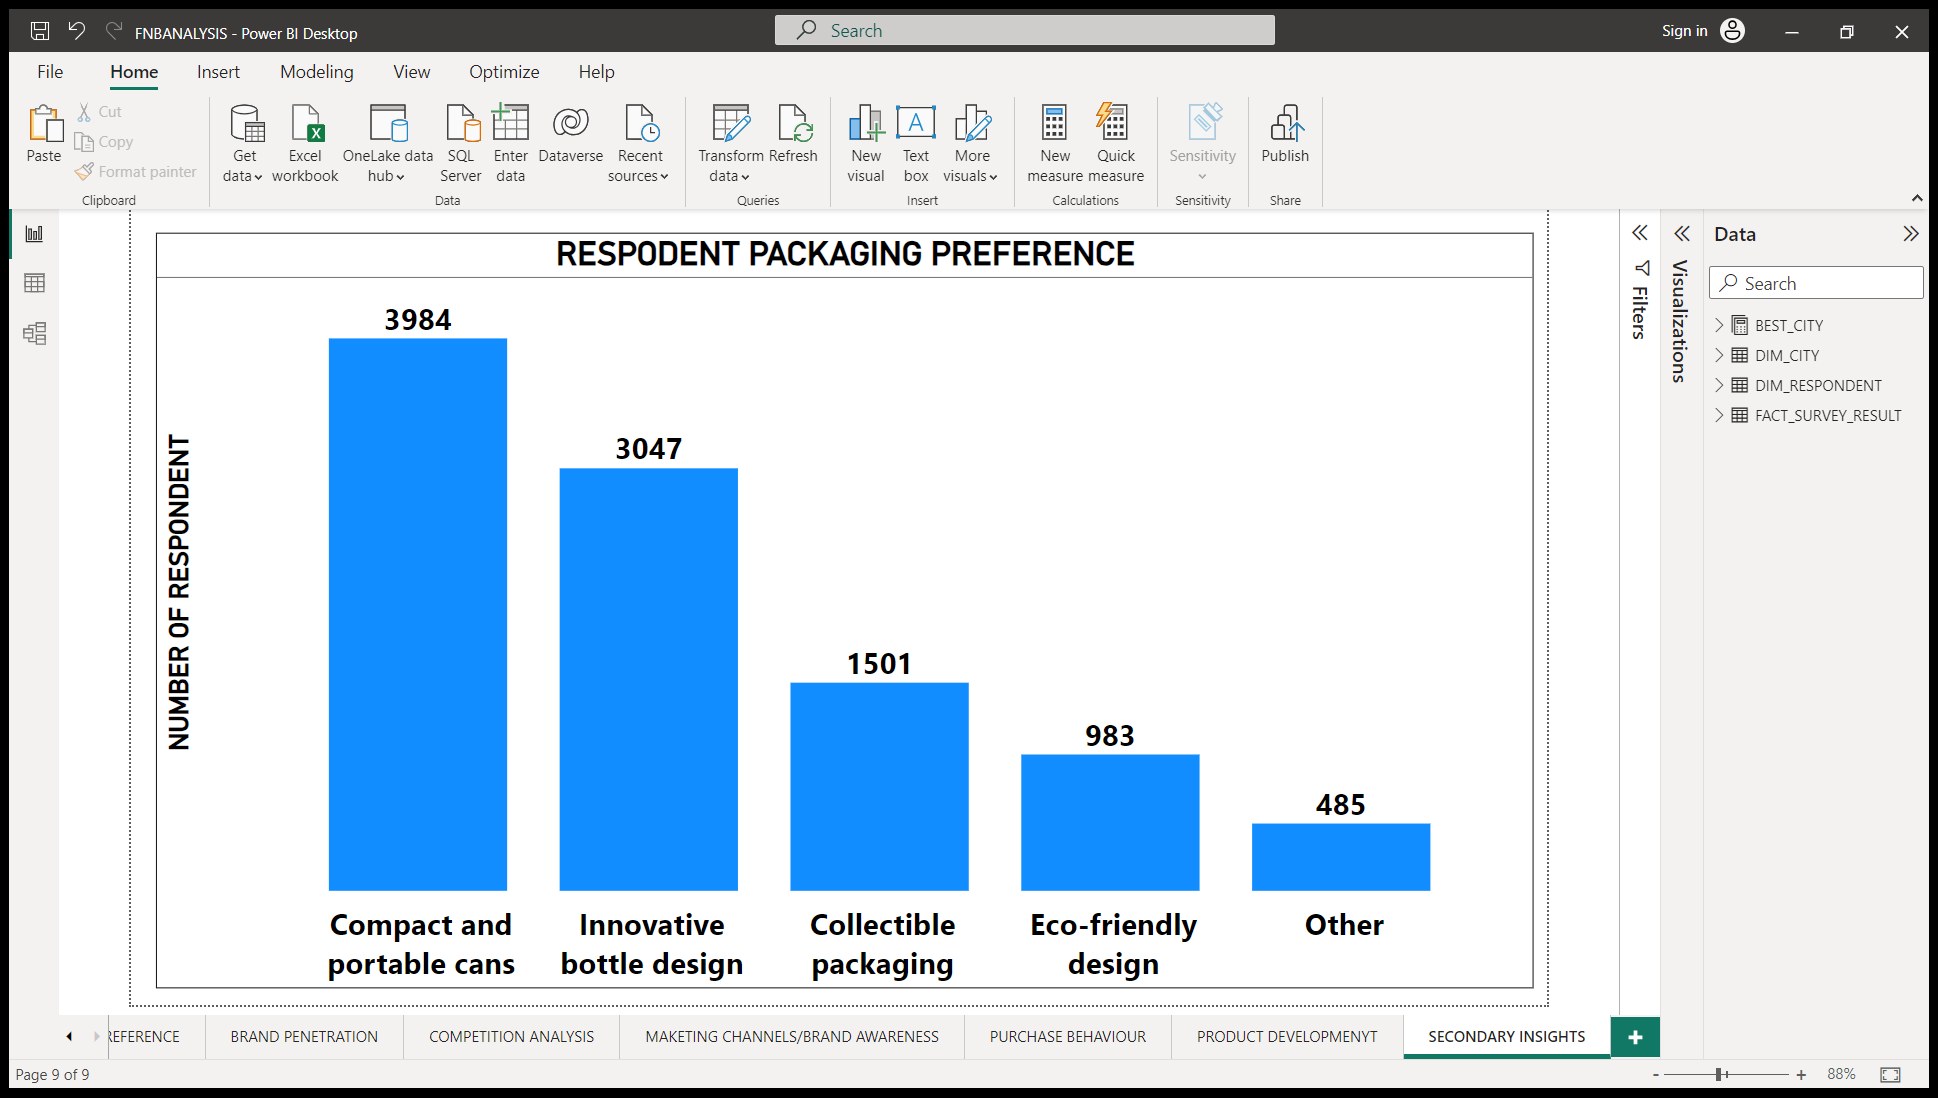 FNBANALYSIS - Power BI Desktop
Search
Sign in
File Home Insert Modeling View Optimize Help
Paste
Cut
Copy
Format painter
Clipboard
Get data
Excel workbook
OneLake data hub
SQL Server
Enter data
Dataverse
Recent sources
Data
Transform data
Refresh
Queries
New visual
Text box
More visuals
Insert
New measure
Quick measure
Calculations
Sensitivity
Sensitivity
Publish
Share
RESPODENT PACKAGING PREFERENCE
NUMBER OF RESPONDENT
3984
3047
1501
983
485
Compact and
portable cans
Innovative
bottle design
Collectible
packaging
Eco-friendly
design
Other
Filters
Visualizations
Data
Search
BEST_CITY
DIM_CITY
DIM_RESPONDENT
FACT_SURVEY_RESULT
EFERENCE BRAND PENETRATION COMPETITION ANALYSIS MAKETING CHANNELS/BRAND AWARENESS PURCHASE BEHAVIOUR PRODUCT DEVELOPMENYT SECONDARY INSIGHTS +
Page 9 of 9
- + 88%